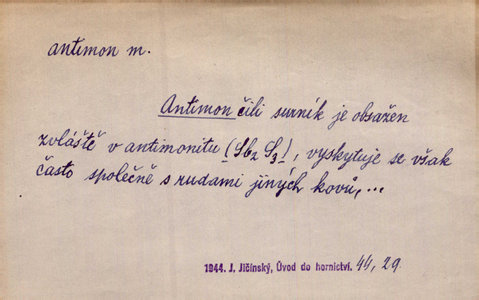 antimon m.
Antimon čili surník je obsažen
zvláště v antimonitu (Sb₂ S₃), vyskytuje se však
často společně s rudami jiných kovů,...
1944. J. Jičínský, Úvod do hornictví. 44, 29.